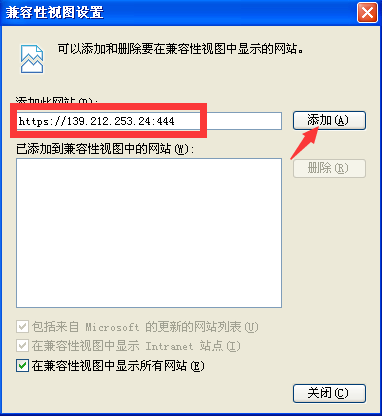 兼容性视图设置
可以添加和删除要在兼容性视图中显示的网站。
添加此网站(D):
https://139.212.253.24:444
添加(A)
已添加到兼容性视图中的网站(W):
删除(R)
包括来自 Microsoft 的更新的网站列表(U)
在兼容性视图中显示 Intranet 站点(I)
在兼容性视图中显示所有网站(E)
关闭(C)